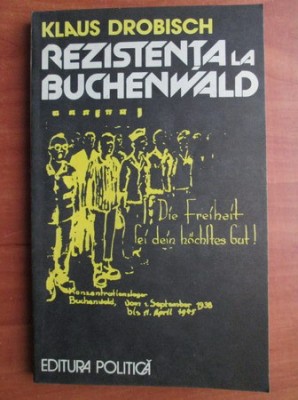 KLAUS DROBISCH
REZISTENŢA LA
BUCHENWALD
Die Freiheit
sei dein höchstes Gut!
Konzentrationslager
Buchenwald, vom 1. September 1938
bis 11. April 1945
EDITURA POLITICĂ